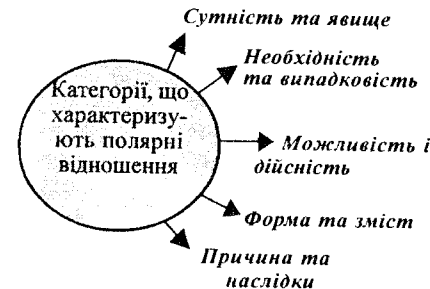 Категорії, що
характеризу-
ють полярні
відношення
Сутність та явище
Необхідність
та випадковість
Можливість і
дійсність
Форма та зміст
Причина та
наслідки